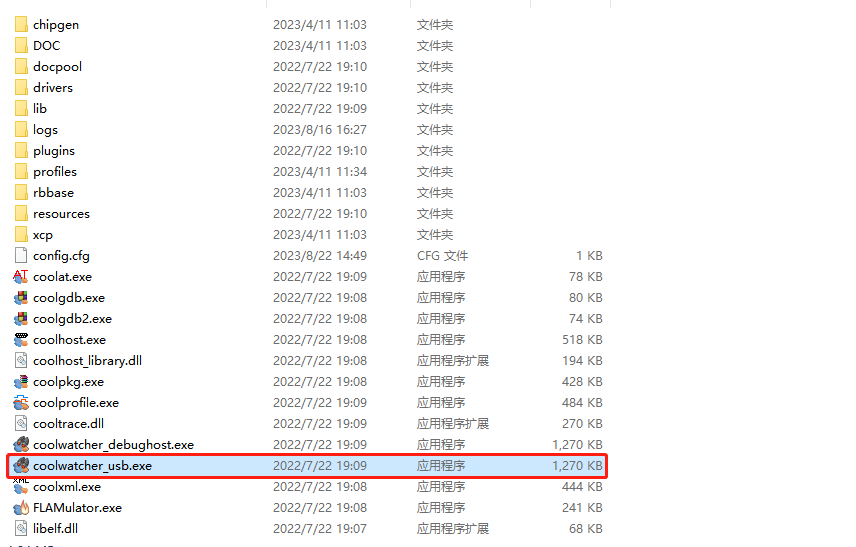 chipgen 2023/4/11 11:03 文件夹
DOC 2023/4/11 11:03 文件夹
docpool 2022/7/22 19:10 文件夹
drivers 2022/7/22 19:10 文件夹
lib 2022/7/22 19:09 文件夹
logs 2023/8/16 16:27 文件夹
plugins 2022/7/22 19:10 文件夹
profiles 2023/4/11 11:34 文件夹
rbbase 2023/4/11 11:03 文件夹
resources 2022/7/22 19:10 文件夹
xcp 2023/4/11 11:03 文件夹
config.cfg 2023/8/22 14:49 CFG 文件 1 KB
coolat.exe 2022/7/22 19:09 应用程序 78 KB
coolgdb.exe 2022/7/22 19:08 应用程序 80 KB
coolgdb2.exe 2022/7/22 19:08 应用程序 74 KB
coolhost.exe 2022/7/22 19:08 应用程序 518 KB
coolhost_library.dll 2022/7/22 19:08 应用程序扩展 194 KB
coolpkg.exe 2022/7/22 19:08 应用程序 428 KB
coolprofile.exe 2022/7/22 19:09 应用程序 484 KB
cooltrace.dll 2022/7/22 19:09 应用程序扩展 270 KB
coolwatcher_debughost.exe 2022/7/22 19:09 应用程序 1,270 KB
coolwatcher_usb.exe 2022/7/22 19:09 应用程序 1,270 KB
coolxml.exe 2022/7/22 19:08 应用程序 444 KB
FLAMulator.exe 2022/7/22 19:08 应用程序 241 KB
libelf.dll 2022/7/22 19:07 应用程序扩展 68 KB